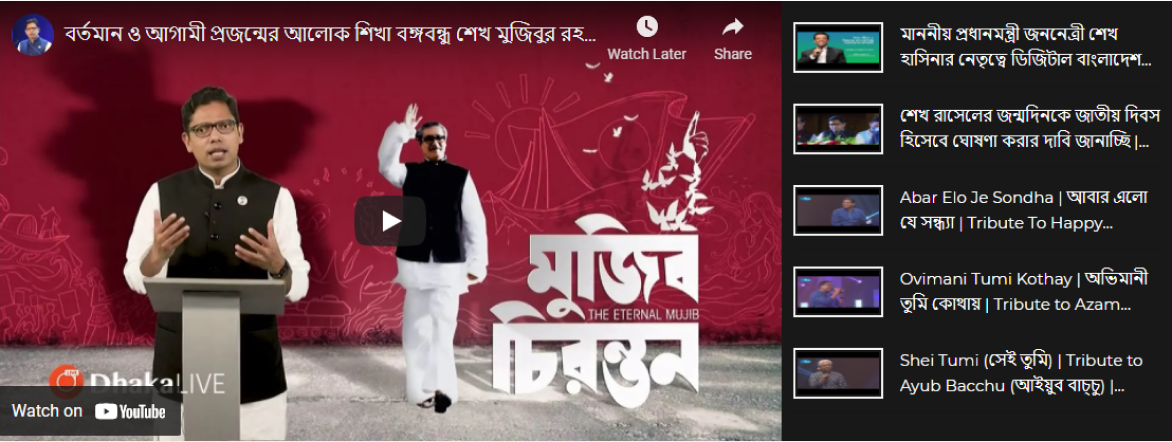 বর্তমান ও আগামী প্রজন্মের আলোক শিখা বঙ্গবন্ধু শেখ মুজিবুর রহ...
Watch Later
Share
মুজিব
THE ETERNAL MUJIB
চিরন্তন
LIVE
DhakaLIVE
Watch on YouTube
মাননীয় প্রধানমন্ত্রী জননেত্রী শেখ
হাসিনার নেতৃত্বে ডিজিটাল বাংলাদেশ...
শেখ রাসেলের জন্মদিনকে জাতীয় দিবস
হিসেবে ঘোষণা করার দাবি জানাচ্ছি |...
Abar Elo Je Sondha | আবার এলো
যে সন্ধ্যা | Tribute To Happy...
Ovimani Tumi Kothay | অভিমানী
তুমি কোথায় | Tribute to Azam...
Shei Tumi (সেই তুমি) | Tribute to
Ayub Bacchu (আইয়ুব বাচ্চু) |...